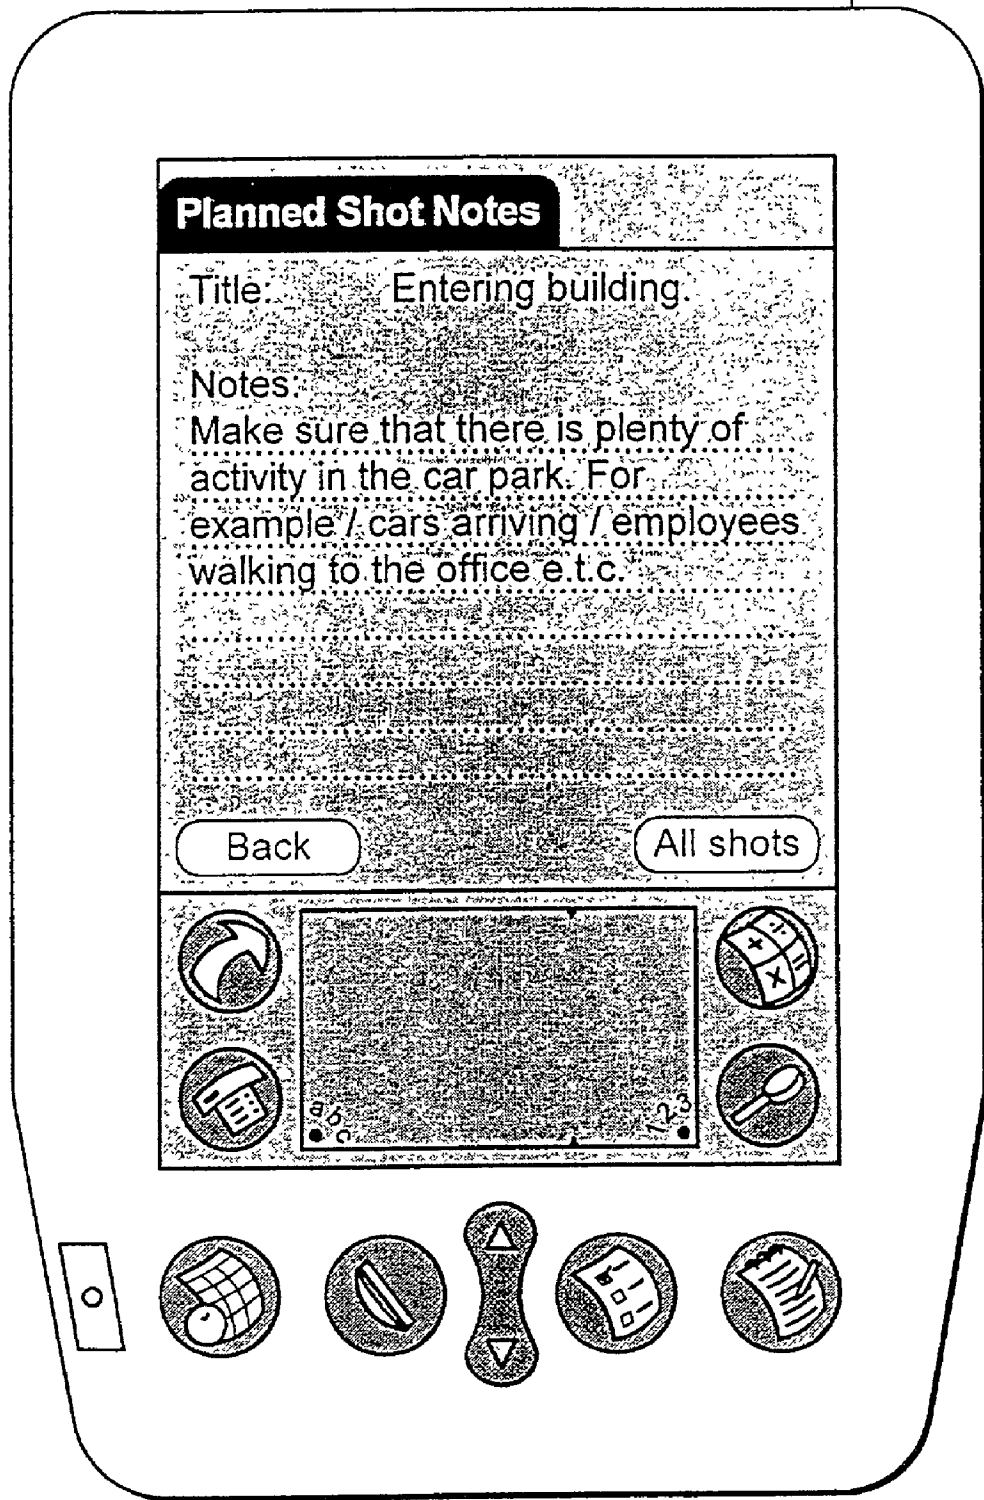 Planned Shot Notes
Title: Entering building.
Notes:
Make sure that there is plenty of
activity in the car park. For
example / cars arriving / employees
walking to the office e.t.c.
Back
All shots
abc
123